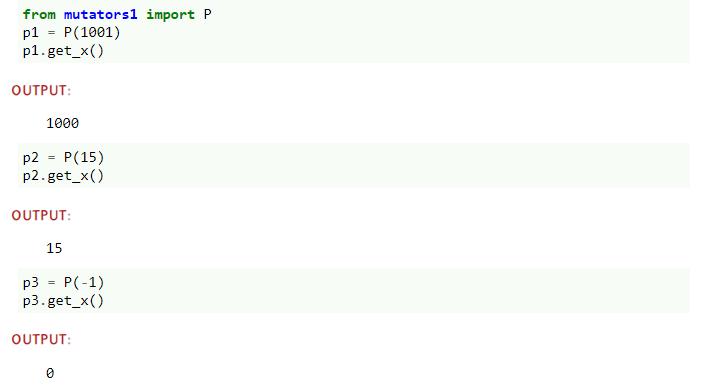 from mutators1 import P
p1 = P(1001)
p1.get_x()
OUTPUT:
1000
p2 = P(15)
p2.get_x()
OUTPUT:
15
p3 = P(-1)
p3.get_x()
OUTPUT:
0